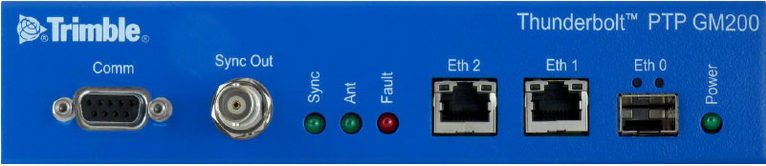 Trimble®
Thunderbolt™ PTP GM200
Comm
Sync Out
Sync
Ant
Fault
Eth 2
Eth 1
Eth 0
Power